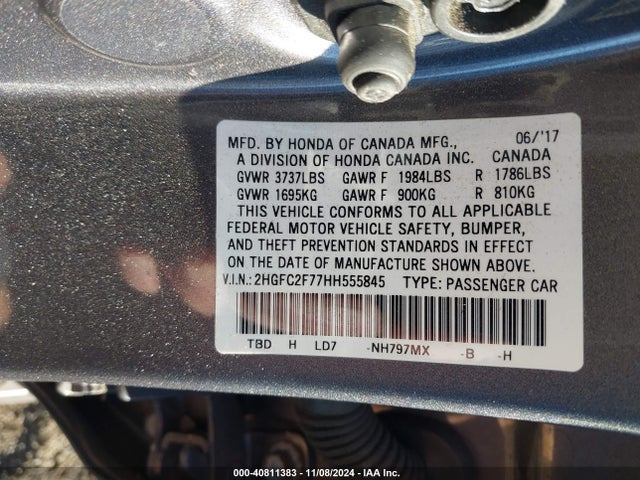 MFD. BY HONDA OF CANADA MFG., 06/'17
A DIVISION OF HONDA CANADA INC. CANADA
GVWR 3737LBS GAWR F 1984LBS R 1786LBS
GVWR 1695KG GAWR F 900KG R 810KG
THIS VEHICLE CONFORMS TO ALL APPLICABLE
FEDERAL MOTOR VEHICLE SAFETY, BUMPER,
AND THEFT PREVENTION STANDARDS IN EFFECT
ON THE DATE OF MANUFACTURE SHOWN ABOVE.
V.I.N.: 2HGFC2F77HH555845 TYPE: PASSENGER CAR
TBD H LD7 -NH797MX -B -H
000-40811383 - 11/08/2024 - IAA Inc.